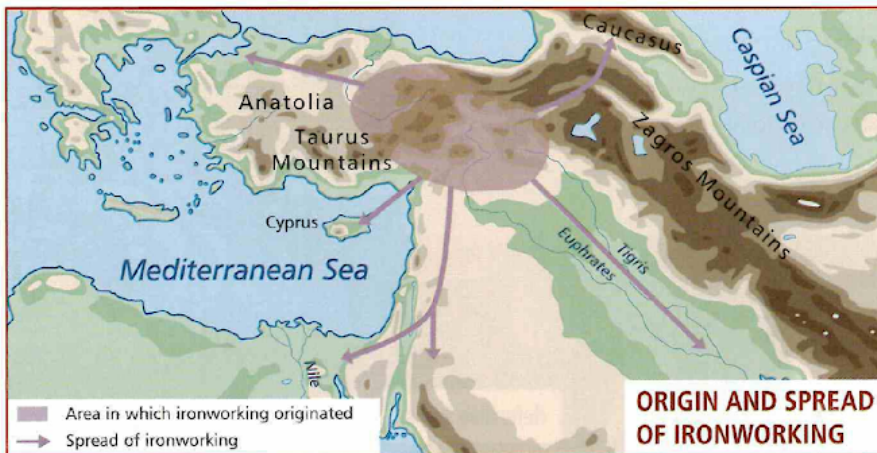 Caucasus
Caspian Sea
Anatolia
Taurus
Mountains
Zagros Mountains
Cyprus
Tigris
Euphrates
Mediterranean Sea
Nile
Area in which ironworking originated
Spread of ironworking
ORIGIN AND SPREAD
OF IRONWORKING